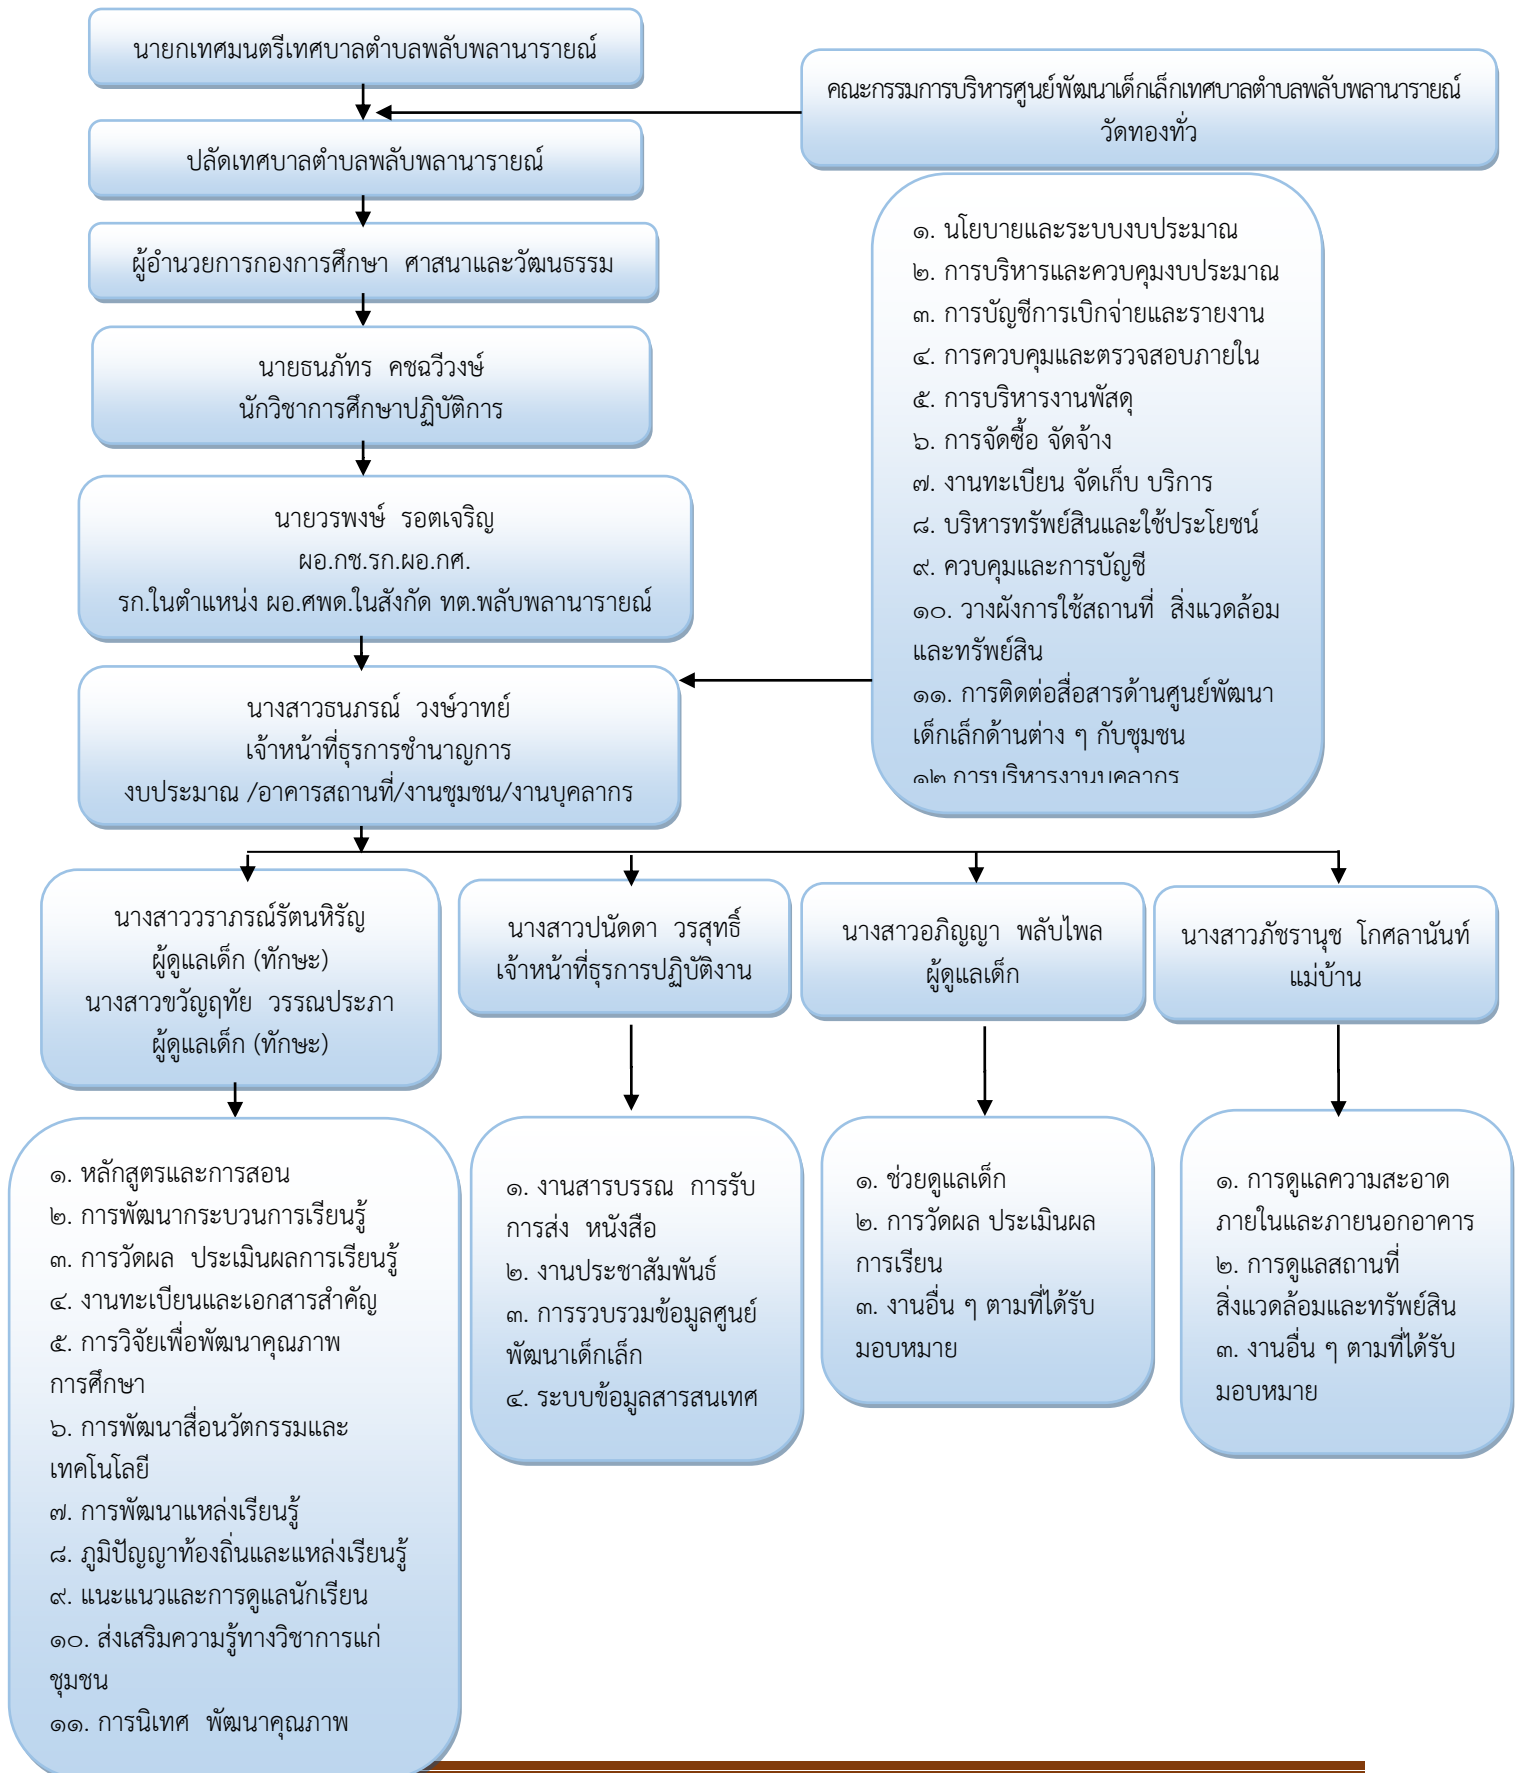 นายกเทศมนตรีเทศบาลตำบลพลับพลานารายณ์
คณะกรรมการบริหารศูนย์พัฒนาเด็กเล็กเทศบาลตำบลพลับพลานารายณ์
วัดทองทั่ว
ปลัดเทศบาลตำบลพลับพลานารายณ์
ผู้อำนวยการกองการศึกษา ศาสนาและวัฒนธรรม
นายธนภัทร คชฉวีวงษ์
นักวิชาการศึกษาปฏิบัติการ
นายวรพงษ์ รอตเจริญ
ผอ.กช.รก.ผอ.กศ.
รก.ในตำแหน่ง ผอ.ศพด.ในสังกัด ทต.พลับพลานารายณ์
๑. นโยบายและระบบงบประมาณ
๒. การบริหารและควบคุมงบประมาณ
๓. การบัญชีการเบิกจ่ายและรายงาน
๔. การควบคุมและตรวจสอบภายใน
๕. การบริหารงานพัสดุ
๖. การจัดซื้อ จัดจ้าง
๗. งานทะเบียน จัดเก็บ บริการ
๘. บริหารทรัพย์สินและใช้ประโยชน์
๙. ควบคุมและการบัญชี
๑๐. วางผังการใช้สถานที่ สิ่งแวดล้อม
และทรัพย์สิน
๑๑. การติดต่อสื่อสารด้านศูนย์พัฒนา
เด็กเล็กด้านต่าง ๆ กับชุมชน
๑๒ การบริหารงานบุคลากร
นางสาวธนภรณ์ วงษ์วาทย์
เจ้าหน้าที่ธุรการชำนาญการ
งบประมาณ /อาคารสถานที่/งานชุมชน/งานบุคลากร
นางสาววราภรณ์รัตนหิรัญ
ผู้ดูแลเด็ก (ทักษะ)
นางสาวขวัญฤทัย วรรณประภา
ผู้ดูแลเด็ก (ทักษะ)
นางสาวปนัดดา วรสุทธิ์
เจ้าหน้าที่ธุรการปฏิบัติงาน
นางสาวอภิญญา พลับไพล
ผู้ดูแลเด็ก
นางสาวภัชรานุช โกศลานันท์
แม่บ้าน
๑. หลักสูตรและการสอน
๒. การพัฒนากระบวนการเรียนรู้
๓. การวัดผล ประเมินผลการเรียนรู้
๔. งานทะเบียนและเอกสารสำคัญ
๕. การวิจัยเพื่อพัฒนาคุณภาพ
การศึกษา
๖. การพัฒนาสื่อนวัตกรรมและ
เทคโนโลยี
๗. การพัฒนาแหล่งเรียนรู้
๘. ภูมิปัญญาท้องถิ่นและแหล่งเรียนรู้
๙. แนะแนวและการดูแลนักเรียน
๑๐. ส่งเสริมความรู้ทางวิชาการแก่
ชุมชน
๑๑. การนิเทศ พัฒนาคุณภาพ
๑. งานสารบรรณ การรับ
การส่ง หนังสือ
๒. งานประชาสัมพันธ์
๓. การรวบรวมข้อมูลศูนย์
พัฒนาเด็กเล็ก
๔. ระบบข้อมูลสารสนเทศ
๑. ช่วยดูแลเด็ก
๒. การวัดผล ประเมินผล
การเรียน
๓. งานอื่น ๆ ตามที่ได้รับ
มอบหมาย
๑. การดูแลความสะอาด
ภายในและภายนอกอาคาร
๒. การดูแลสถานที่
สิ่งแวดล้อมและทรัพย์สิน
๓. งานอื่น ๆ ตามที่ได้รับ
มอบหมาย